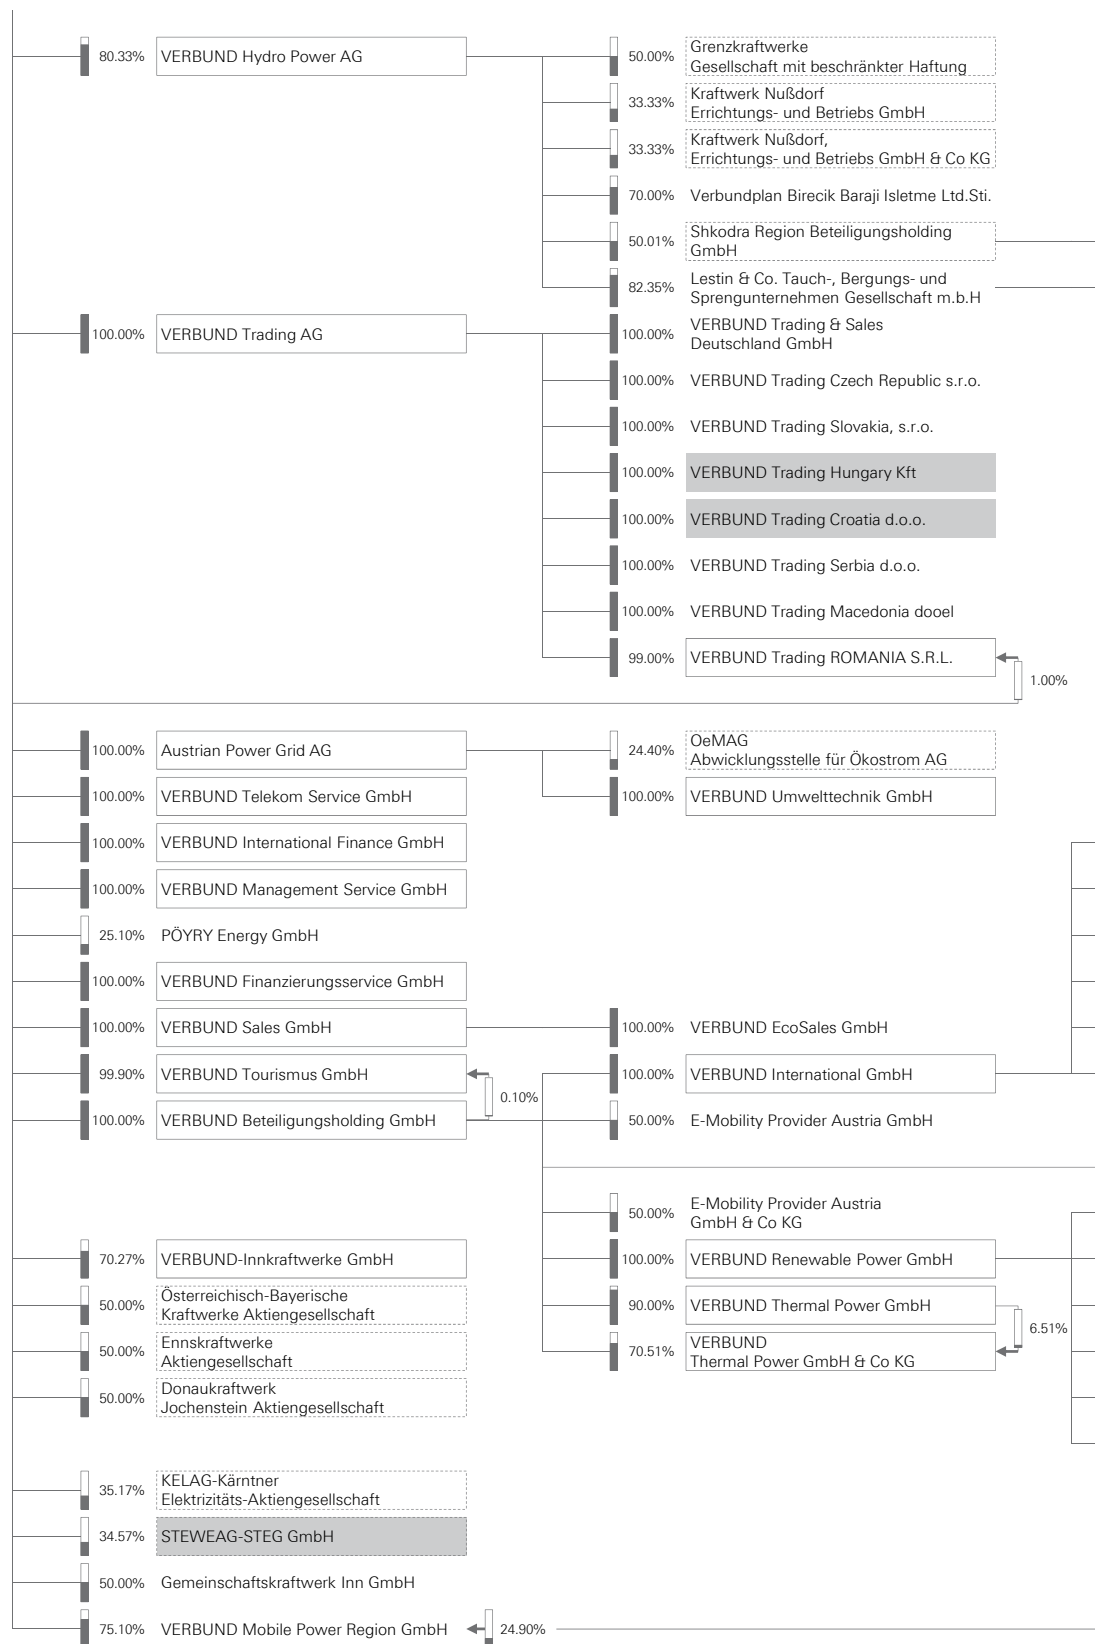 80.33% VERBUND Hydro Power AG
50.00% Grenzkraftwerke
Gesellschaft mit beschränkter Haftung
33.33% Kraftwerk Nußdorf
Errichtungs- und Betriebs GmbH
33.33% Kraftwerk Nußdorf,
Errichtungs- und Betriebs GmbH & Co KG
70.00% Verbundplan Birecik Baraji Isletme Ltd.Sti.
50.01% Shkodra Region Beteiligungsholding
GmbH
82.35% Lestin & Co. Tauch-, Bergungs- und
Sprengunternehmen Gesellschaft m.b.H
100.00% VERBUND Trading AG
100.00% VERBUND Trading & Sales
Deutschland GmbH
100.00% VERBUND Trading Czech Republic s.r.o.
100.00% VERBUND Trading Slovakia, s.r.o.
100.00% VERBUND Trading Hungary Kft
100.00% VERBUND Trading Croatia d.o.o.
100.00% VERBUND Trading Serbia d.o.o.
100.00% VERBUND Trading Macedonia dooel
99.00% VERBUND Trading ROMANIA S.R.L.
1.00%
100.00% Austrian Power Grid AG
24.40% OeMAG
Abwicklungsstelle für Ökostrom AG
100.00% VERBUND Telekom Service GmbH
100.00% VERBUND Umwelttechnik GmbH
100.00% VERBUND International Finance GmbH
100.00% VERBUND Management Service GmbH
25.10% PÖYRY Energy GmbH
100.00% VERBUND Finanzierungsservice GmbH
100.00% VERBUND Sales GmbH
100.00% VERBUND EcoSales GmbH
99.90% VERBUND Tourismus GmbH
0.10%
100.00% VERBUND International GmbH
100.00% VERBUND Beteiligungsholding GmbH
50.00% E-Mobility Provider Austria GmbH
50.00% E-Mobility Provider Austria
GmbH & Co KG
70.27% VERBUND-Innkraftwerke GmbH
100.00% VERBUND Renewable Power GmbH
50.00% Österreichisch-Bayerische
Kraftwerke Aktiengesellschaft
90.00% VERBUND Thermal Power GmbH
6.51%
50.00% Ennskraftwerke
Aktiengesellschaft
70.51% VERBUND
Thermal Power GmbH & Co KG
50.00% Donaukraftwerk
Jochenstein Aktiengesellschaft
35.17% KELAG-Kärntner
Elektrizitäts-Aktiengesellschaft
34.57% STEWEAG-STEG GmbH
50.00% Gemeinschaftskraftwerk Inn GmbH
75.10% VERBUND Mobile Power Region GmbH
24.90%